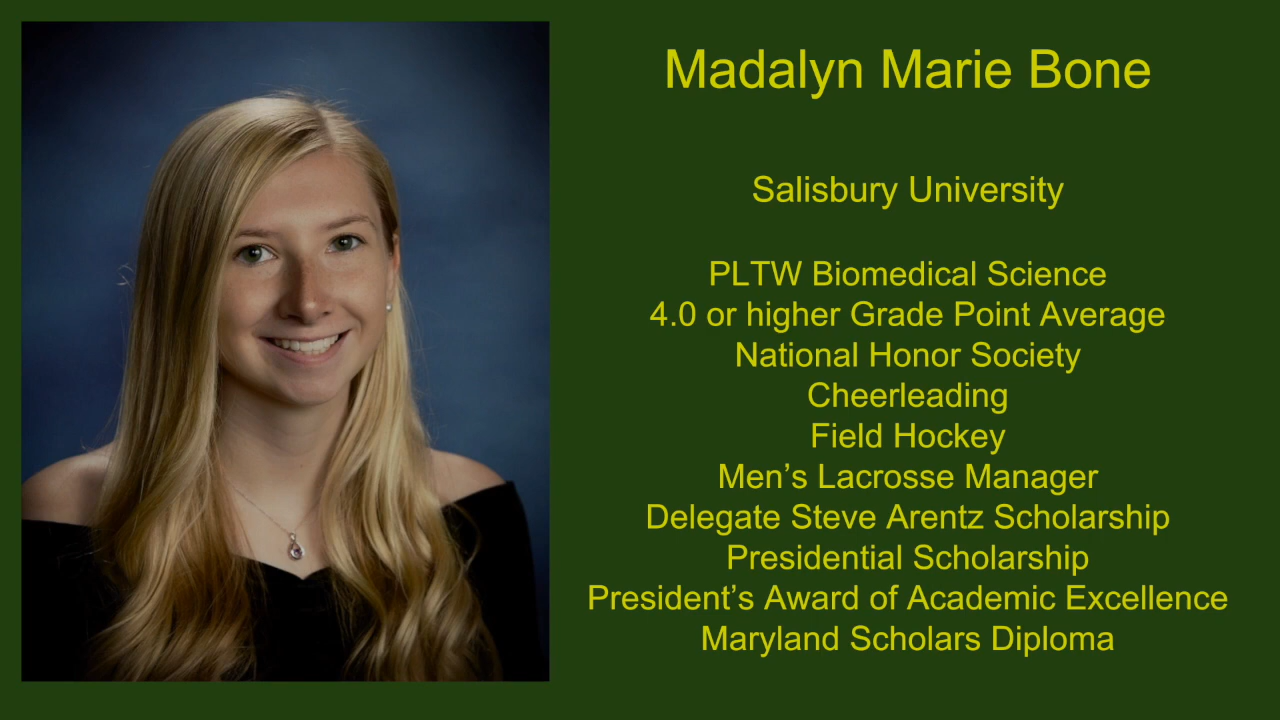 Madalyn Marie Bone
Salisbury University
PLTW Biomedical Science
4.0 or higher Grade Point Average
National Honor Society
Cheerleading
Field Hockey
Men’s Lacrosse Manager
Delegate Steve Arentz Scholarship
Presidential Scholarship
President’s Award of Academic Excellence
Maryland Scholars Diploma